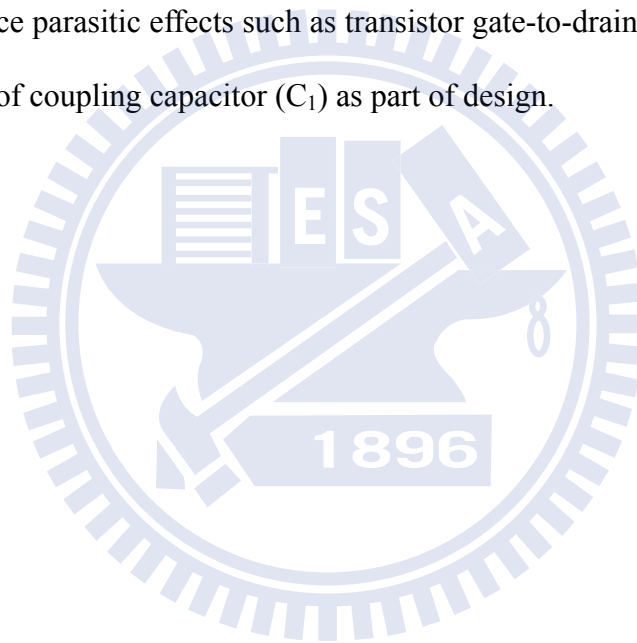 ce parasitic effects such as transistor gate-to-drain
of coupling capacitor (C₁) as part of design.
E S A
1896